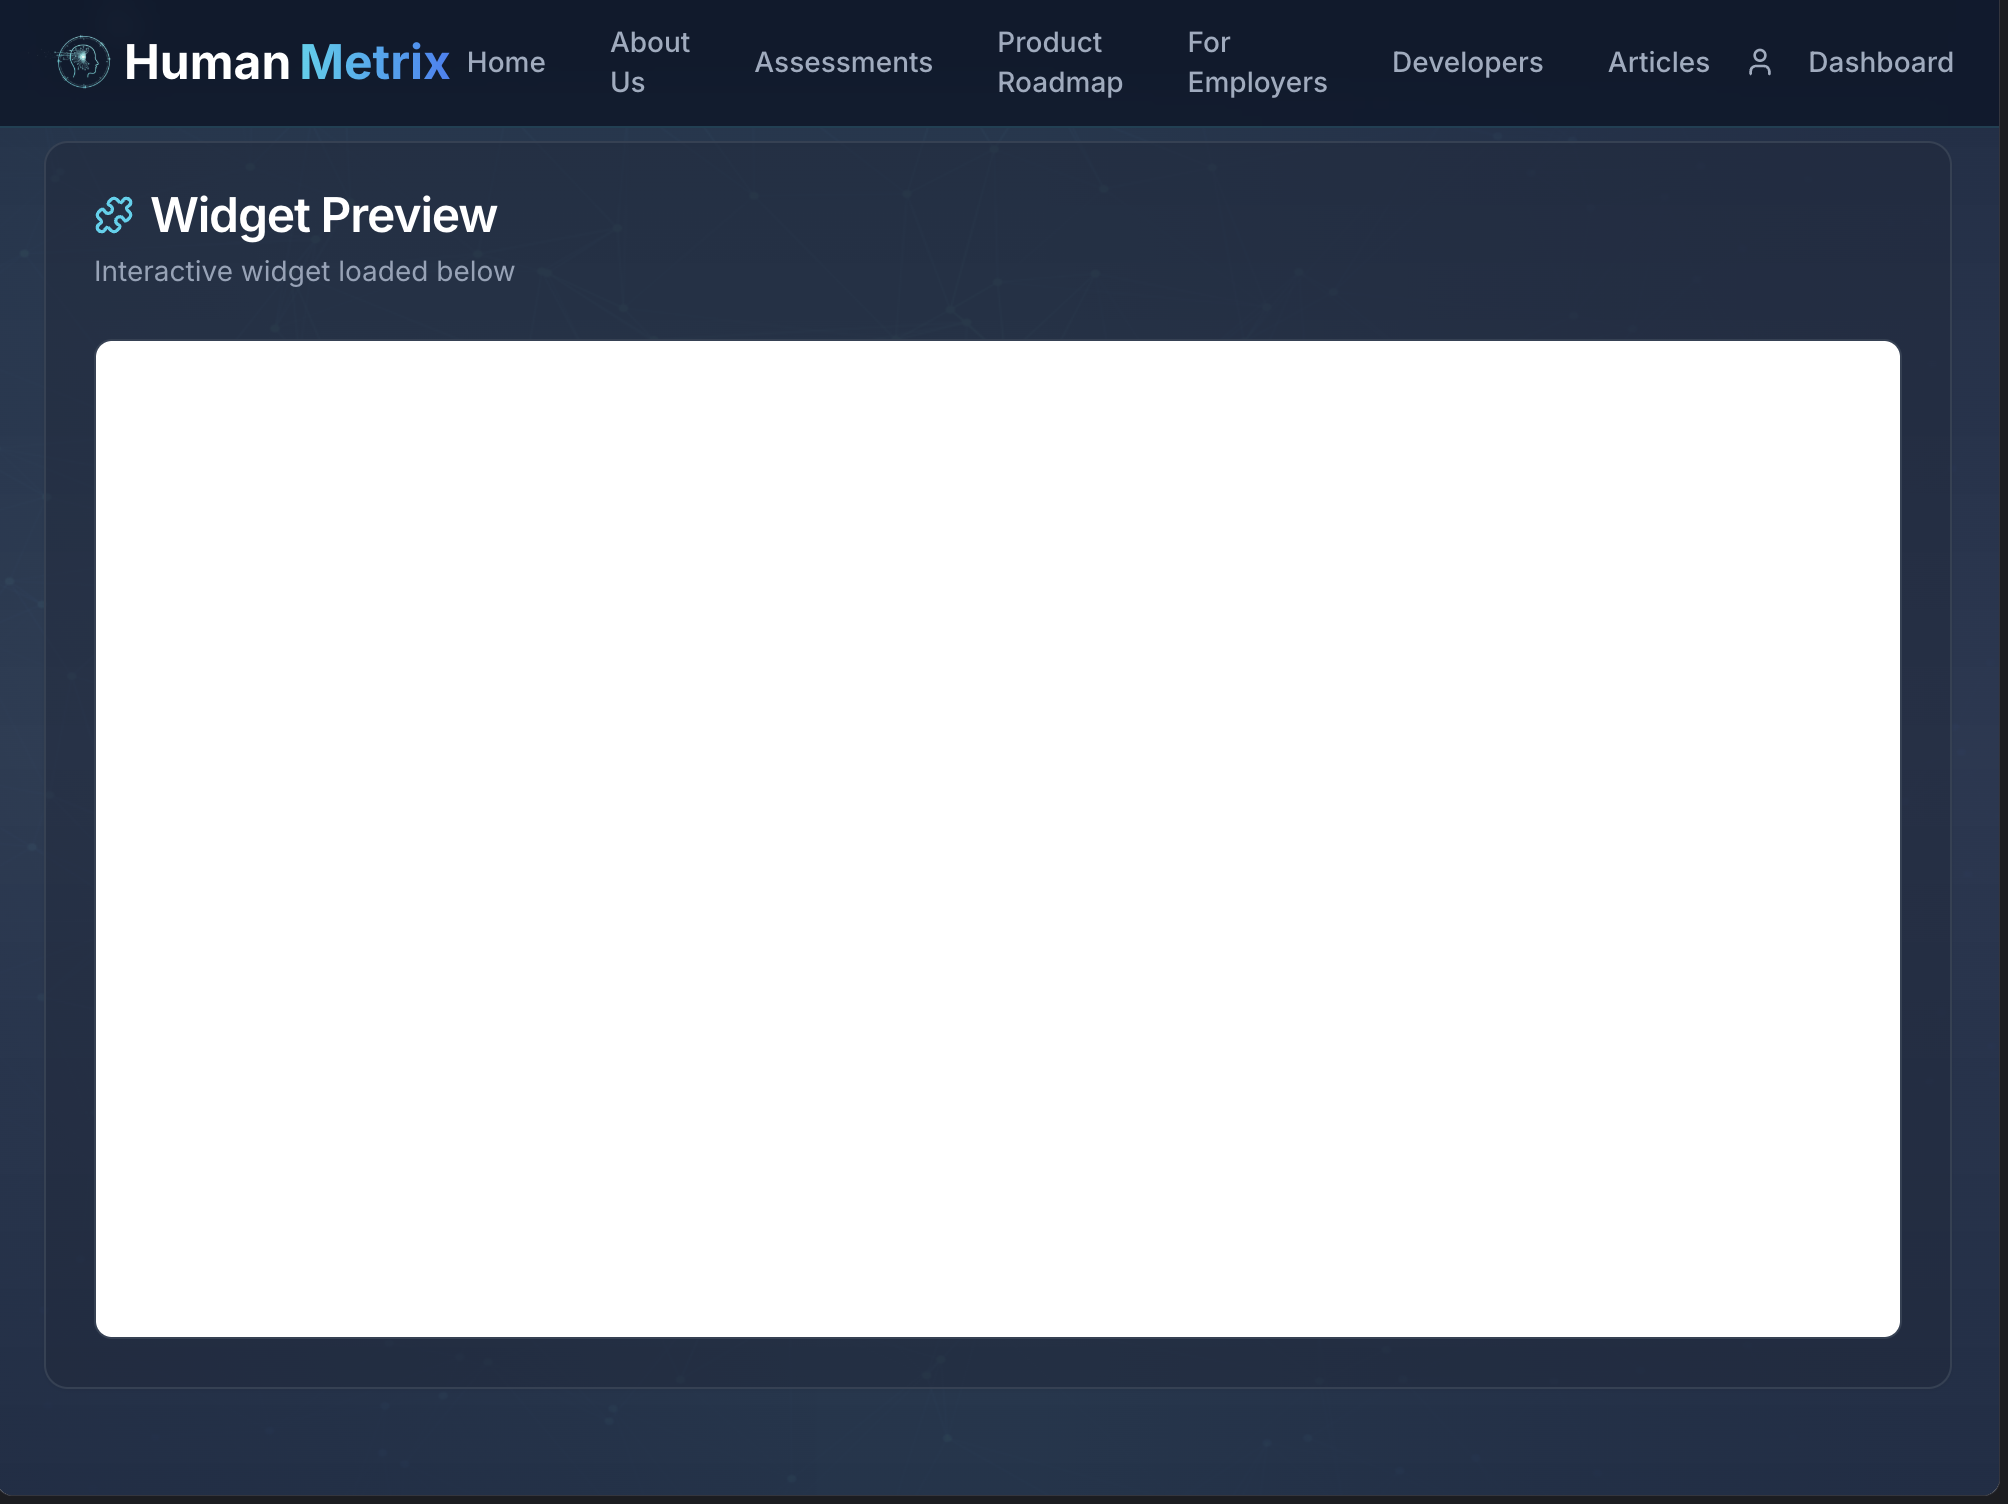 Human Metrix
Home
About
Us
Assessments
Product
Roadmap
For
Employers
Developers
Articles
Dashboard
Widget Preview
Interactive widget loaded below